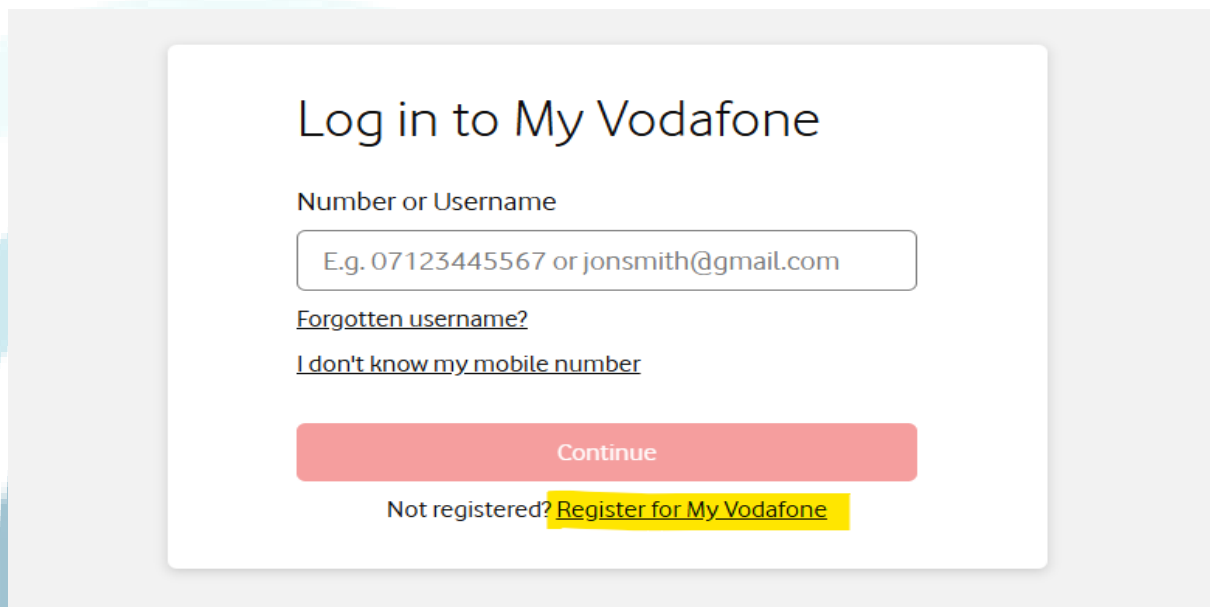 Log in to My Vodafone
Number or Username
E.g. 07123445567 or jonsmith@gmail.com
Forgotten username?
I don't know my mobile number
Continue
Not registered? Register for My Vodafone